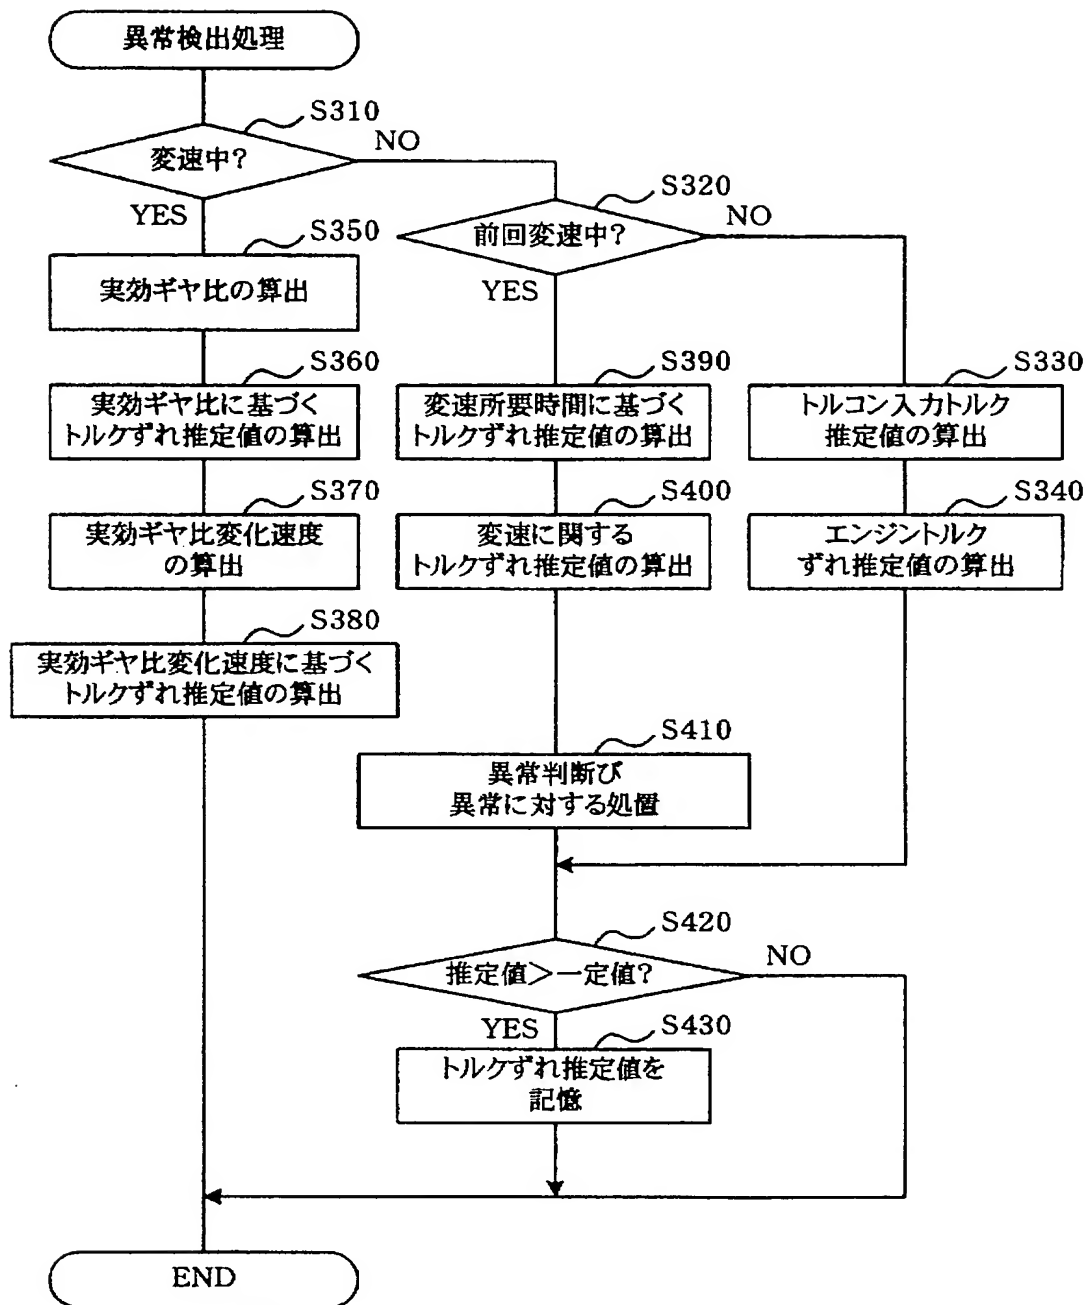 異常検出処理
S310
変速中?
NO
YES
S320
前回変速中?
NO
YES
S350
実効ギヤ比の算出
S360
実効ギヤ比に基づく
トルクずれ推定値の算出
S390
変速所要時間に基づく
トルクずれ推定値の算出
S330
トルコン入力トルク
推定値の算出
S370
実効ギヤ比変化速度
の算出
S400
変速に関する
トルクずれ推定値の算出
S340
エンジントルク
ずれ推定値の算出
S380
実効ギヤ比変化速度に基づく
トルクずれ推定値の算出
S410
異常判断び
異常に対する処置
S420
推定値>一定値?
NO
YES
S430
トルクずれ推定値を
記憶
END